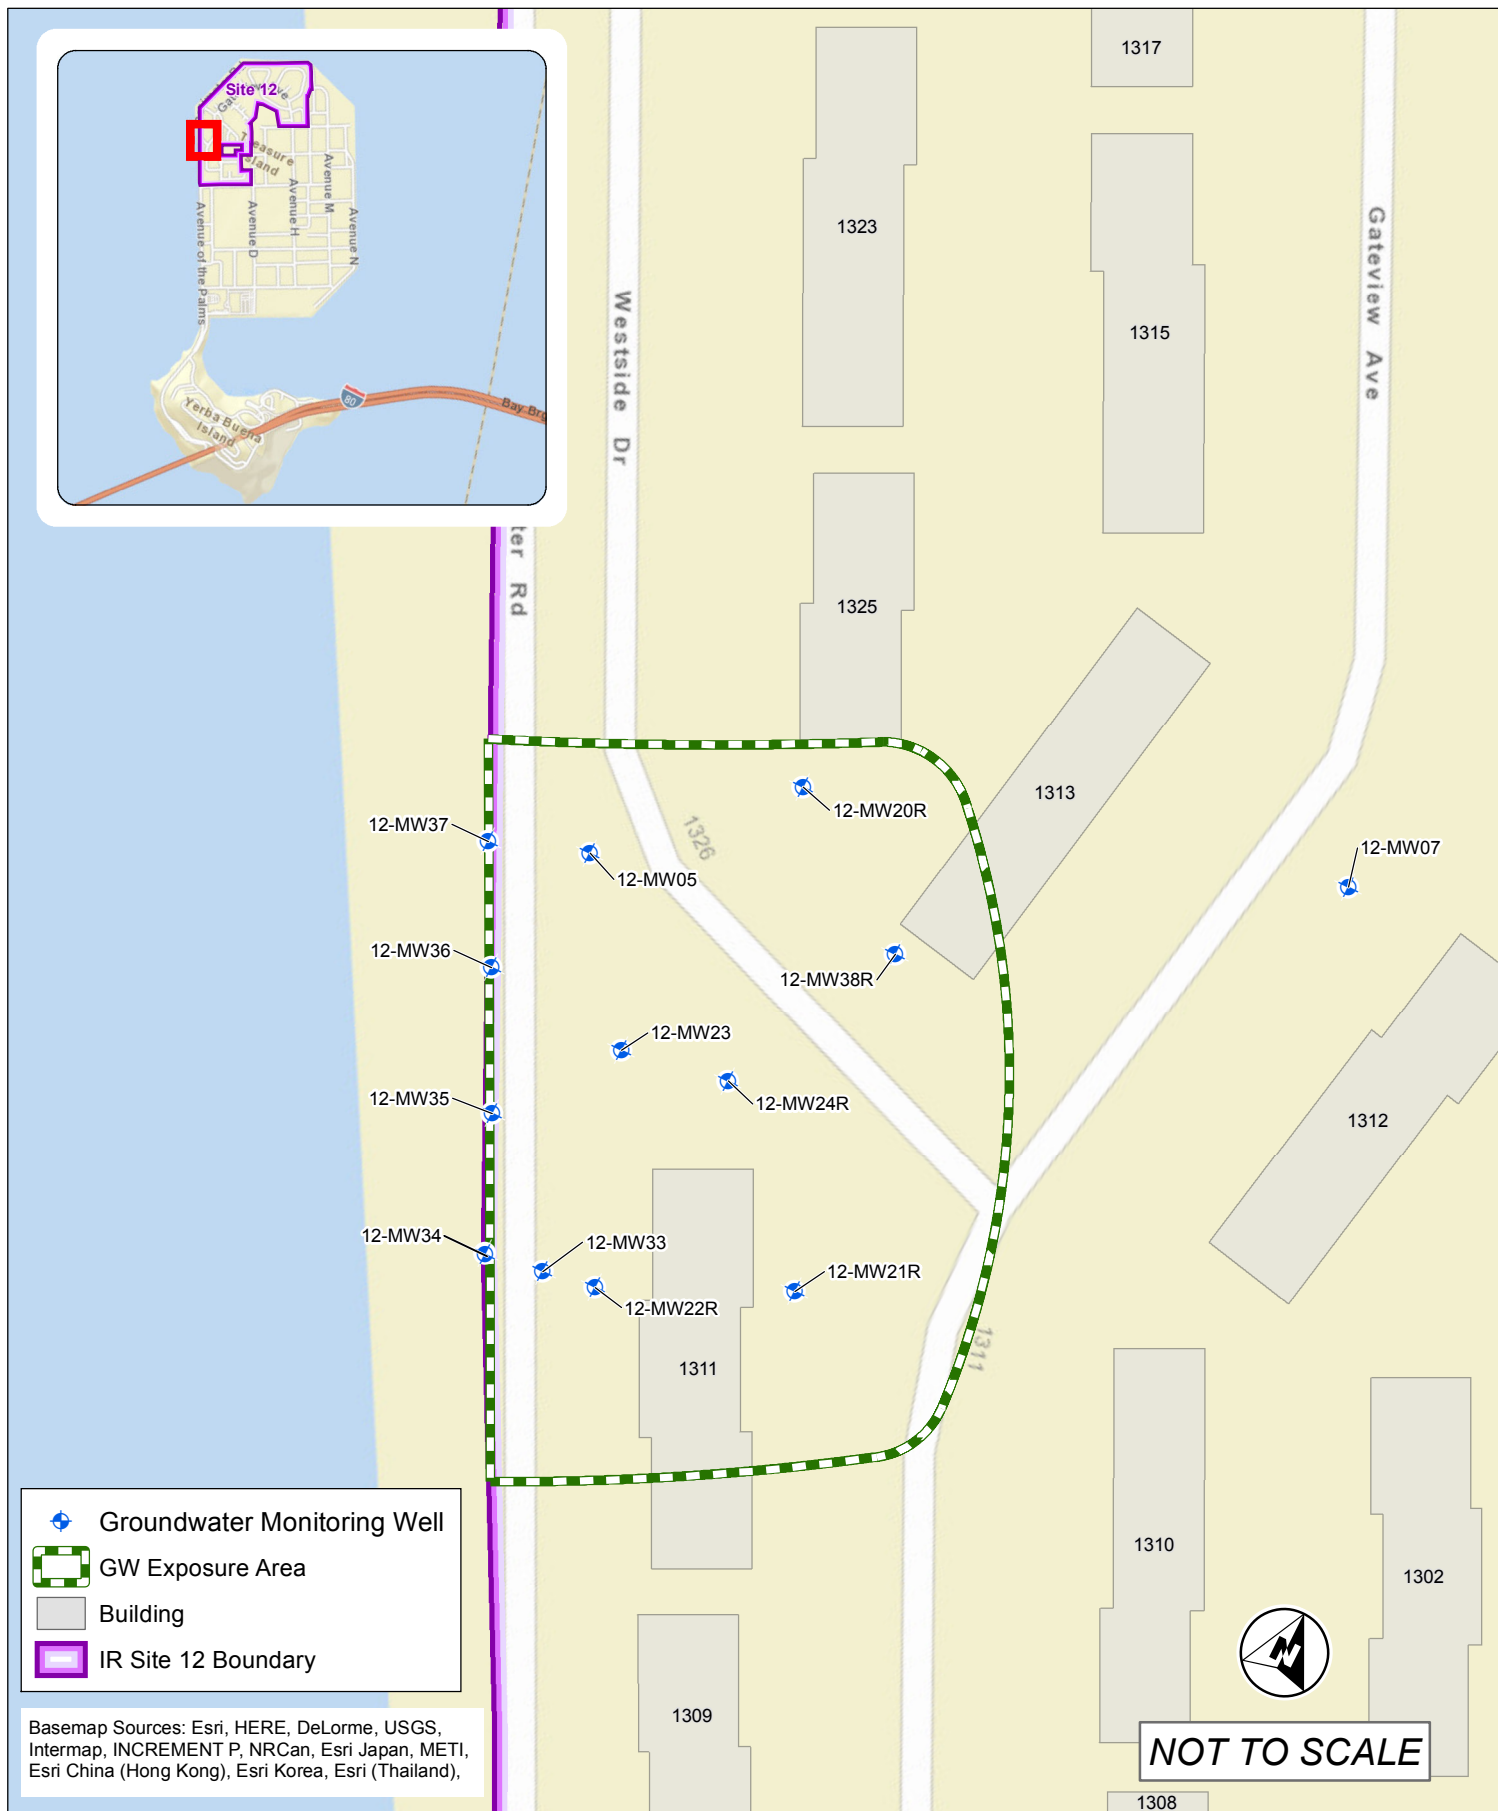 Site 12
Treasure
Island
Avenue of the Palms
Avenue D
Avenue H
Avenue M
Avenue N
80
Bay Brg
Yerba Buena
Island
1317
1323
1315
Westside Dr
Gateview Ave
ter Rd
1325
1313
1326
12-MW20R
12-MW37
12-MW05
12-MW07
12-MW36
12-MW38R
12-MW23
12-MW24R
12-MW35
1312
12-MW34
12-MW33
12-MW21R
12-MW22R
1311
1311
1310
1302
1309
1308
Groundwater Monitoring Well
GW Exposure Area
Building
IR Site 12 Boundary
N
NOT TO SCALE
Basemap Sources: Esri, HERE, DeLorme, USGS,
Intermap, INCREMENT P, NRCan, Esri Japan, METI,
Esri China (Hong Kong), Esri Korea, Esri (Thailand),